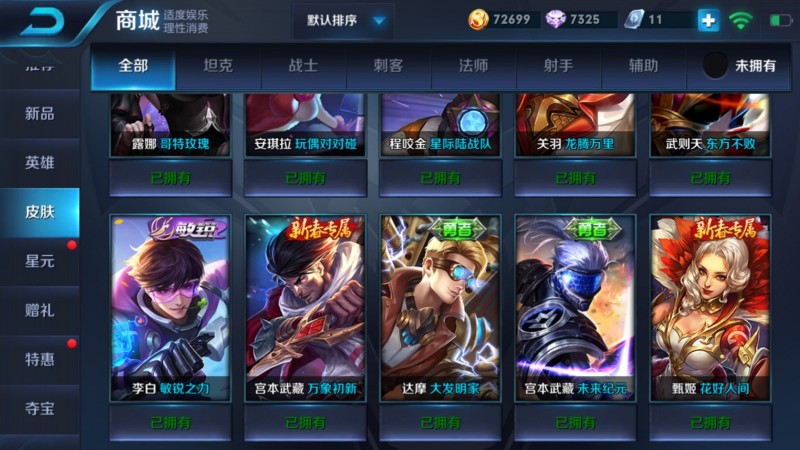 商城
适度娱乐
理性消费
默认排序
72699
7325
11
全部 坦克 战士 刺客 法师 射手 辅助 未拥有
推荐
新品
英雄
皮肤
星元
赠礼
特惠
夺宝
露娜 哥特玫瑰
安琪拉 玩偶对对碰
程咬金 星际陆战队
关羽 龙腾万里
武则天 东方不败
已拥有 已拥有 已拥有 已拥有 已拥有
敏锐
新春专属
勇者
勇者
新春专属
李白 敏锐之力
宫本武藏 万象初新
达摩 大发明家
宫本武藏 未来纪元
甄姬 花好人间
已拥有 已拥有 已拥有 已拥有 已拥有